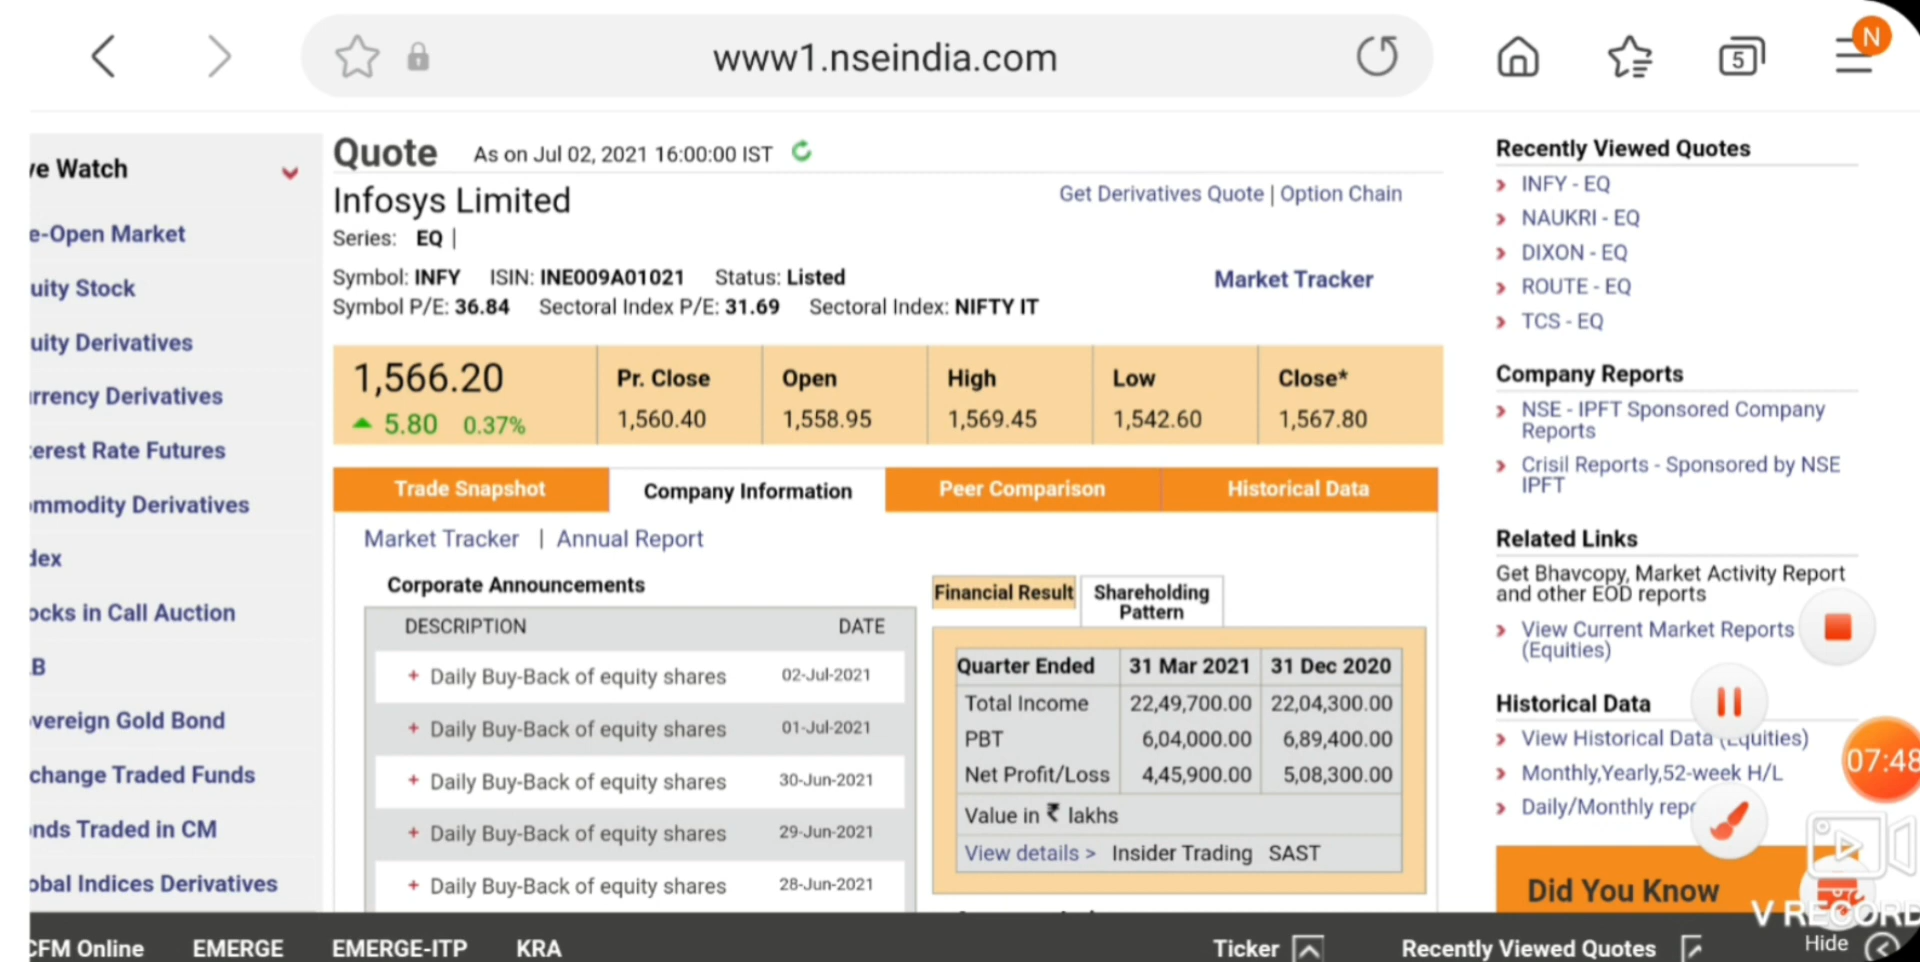 www1.nseindia.com
5
N
ve Watch
e-Open Market
uity Stock
uity Derivatives
rrency Derivatives
terest Rate Futures
mmodity Derivatives
dex
ocks in Call Auction
B
vereign Gold Bond
change Traded Funds
nds Traded in CM
obal Indices Derivatives
Quote As on Jul 02, 2021 16:00:00 IST
Infosys Limited
Get Derivatives Quote | Option Chain
Series: EQ |
Symbol: INFY ISIN: INE009A01021 Status: Listed
Market Tracker
Symbol P/E: 36.84 Sectoral Index P/E: 31.69 Sectoral Index: NIFTY IT
1,566.20 Pr. Close Open High Low Close*
5.80 0.37% 1,560.40 1,558.95 1,569.45 1,542.60 1,567.80
Trade Snapshot Company Information Peer Comparison Historical Data
Market Tracker | Annual Report
Corporate Announcements
DESCRIPTION DATE
+ Daily Buy-Back of equity shares 02-Jul-2021
+ Daily Buy-Back of equity shares 01-Jul-2021
+ Daily Buy-Back of equity shares 30-Jun-2021
+ Daily Buy-Back of equity shares 29-Jun-2021
+ Daily Buy-Back of equity shares 28-Jun-2021
Financial Result Shareholding
Pattern
Quarter Ended 31 Mar 2021 31 Dec 2020
Total Income 22,49,700.00 22,04,300.00
PBT 6,04,000.00 6,89,400.00
Net Profit/Loss 4,45,900.00 5,08,300.00
Value in ₹ lakhs
View details > Insider Trading SAST
Recently Viewed Quotes
INFY - EQ
NAUKRI - EQ
DIXON - EQ
ROUTE - EQ
TCS - EQ
Company Reports
NSE - IPFT Sponsored Company
Reports
Crisil Reports - Sponsored by NSE
IPFT
Related Links
Get Bhavcopy, Market Activity Report
and other EOD reports
View Current Market Reports
(Equities)
Historical Data
View Historical Data (Equities)
Monthly,Yearly,52-week H/L
Daily/Monthly repo
07:48
Did You Know
V RECORD
CFM Online EMERGE EMERGE-ITP KRA Ticker Recently Viewed Quotes Hide